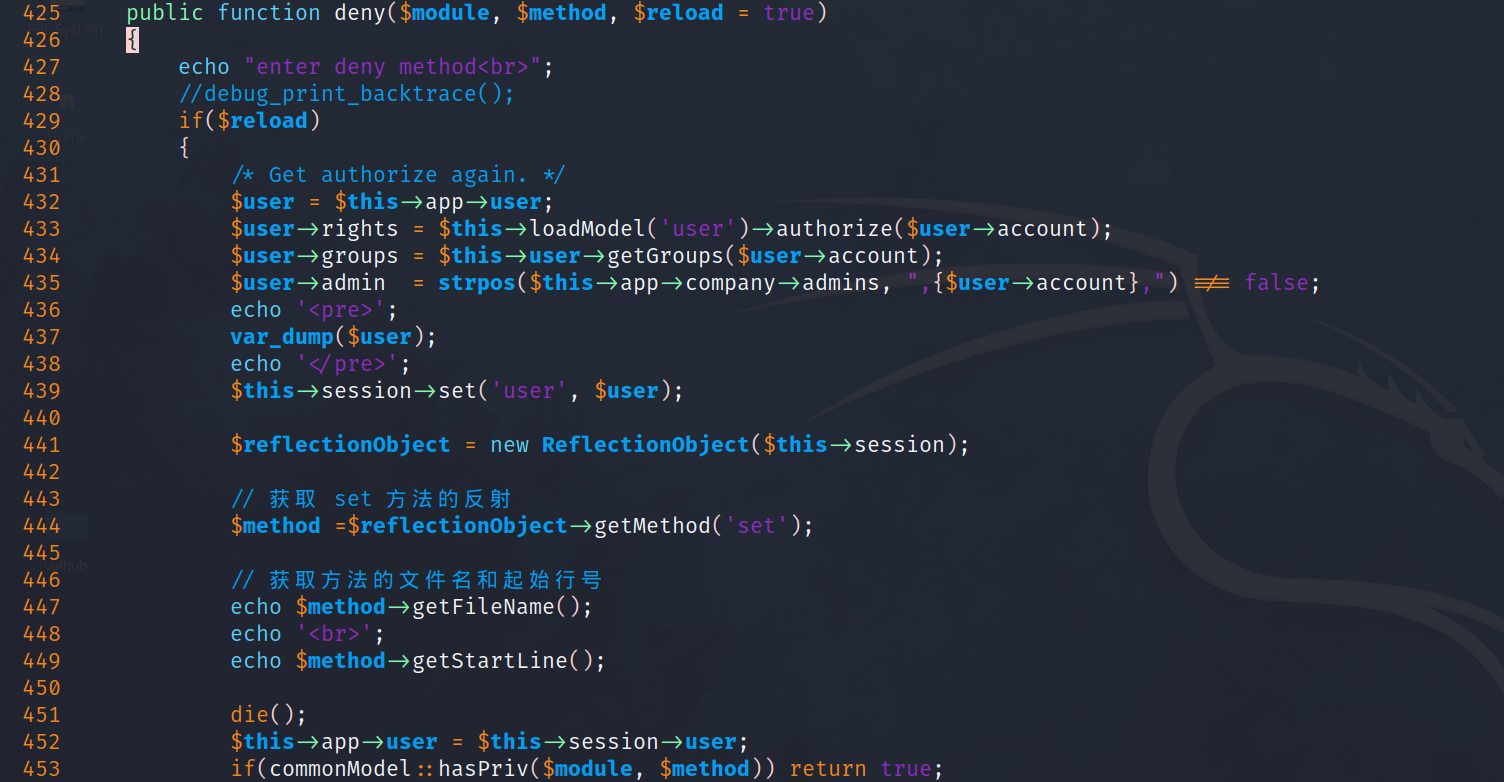 425     public function deny($module, $method, $reload = true)
426     {
427         echo "enter deny method<br>";
428         //debug_print_backtrace();
429         if($reload)
430         {
431             /* Get authorize again. */
432             $user = $this->app->user;
433             $user->rights = $this->loadModel('user')->authorize($user->account);
434             $user->groups = $this->user->getGroups($user->account);
435             $user->admin  = strpos($this->app->company->admins, ",{$user->account},") !== false;
436             echo '<pre>';
437             var_dump($user);
438             echo '</pre>';
439             $this->session->set('user', $user);
440
441             $reflectionObject = new ReflectionObject($this->session);
442
443             // 获取 set 方法的反射
444             $method =$reflectionObject->getMethod('set');
445
446             // 获取方法的文件名和起始行号
447             echo $method->getFileName();
448             echo '<br>';
449             echo $method->getStartLine();
450
451             die();
452             $this->app->user = $this->session->user;
453             if(commonModel::hasPriv($module, $method)) return true;
vulhub